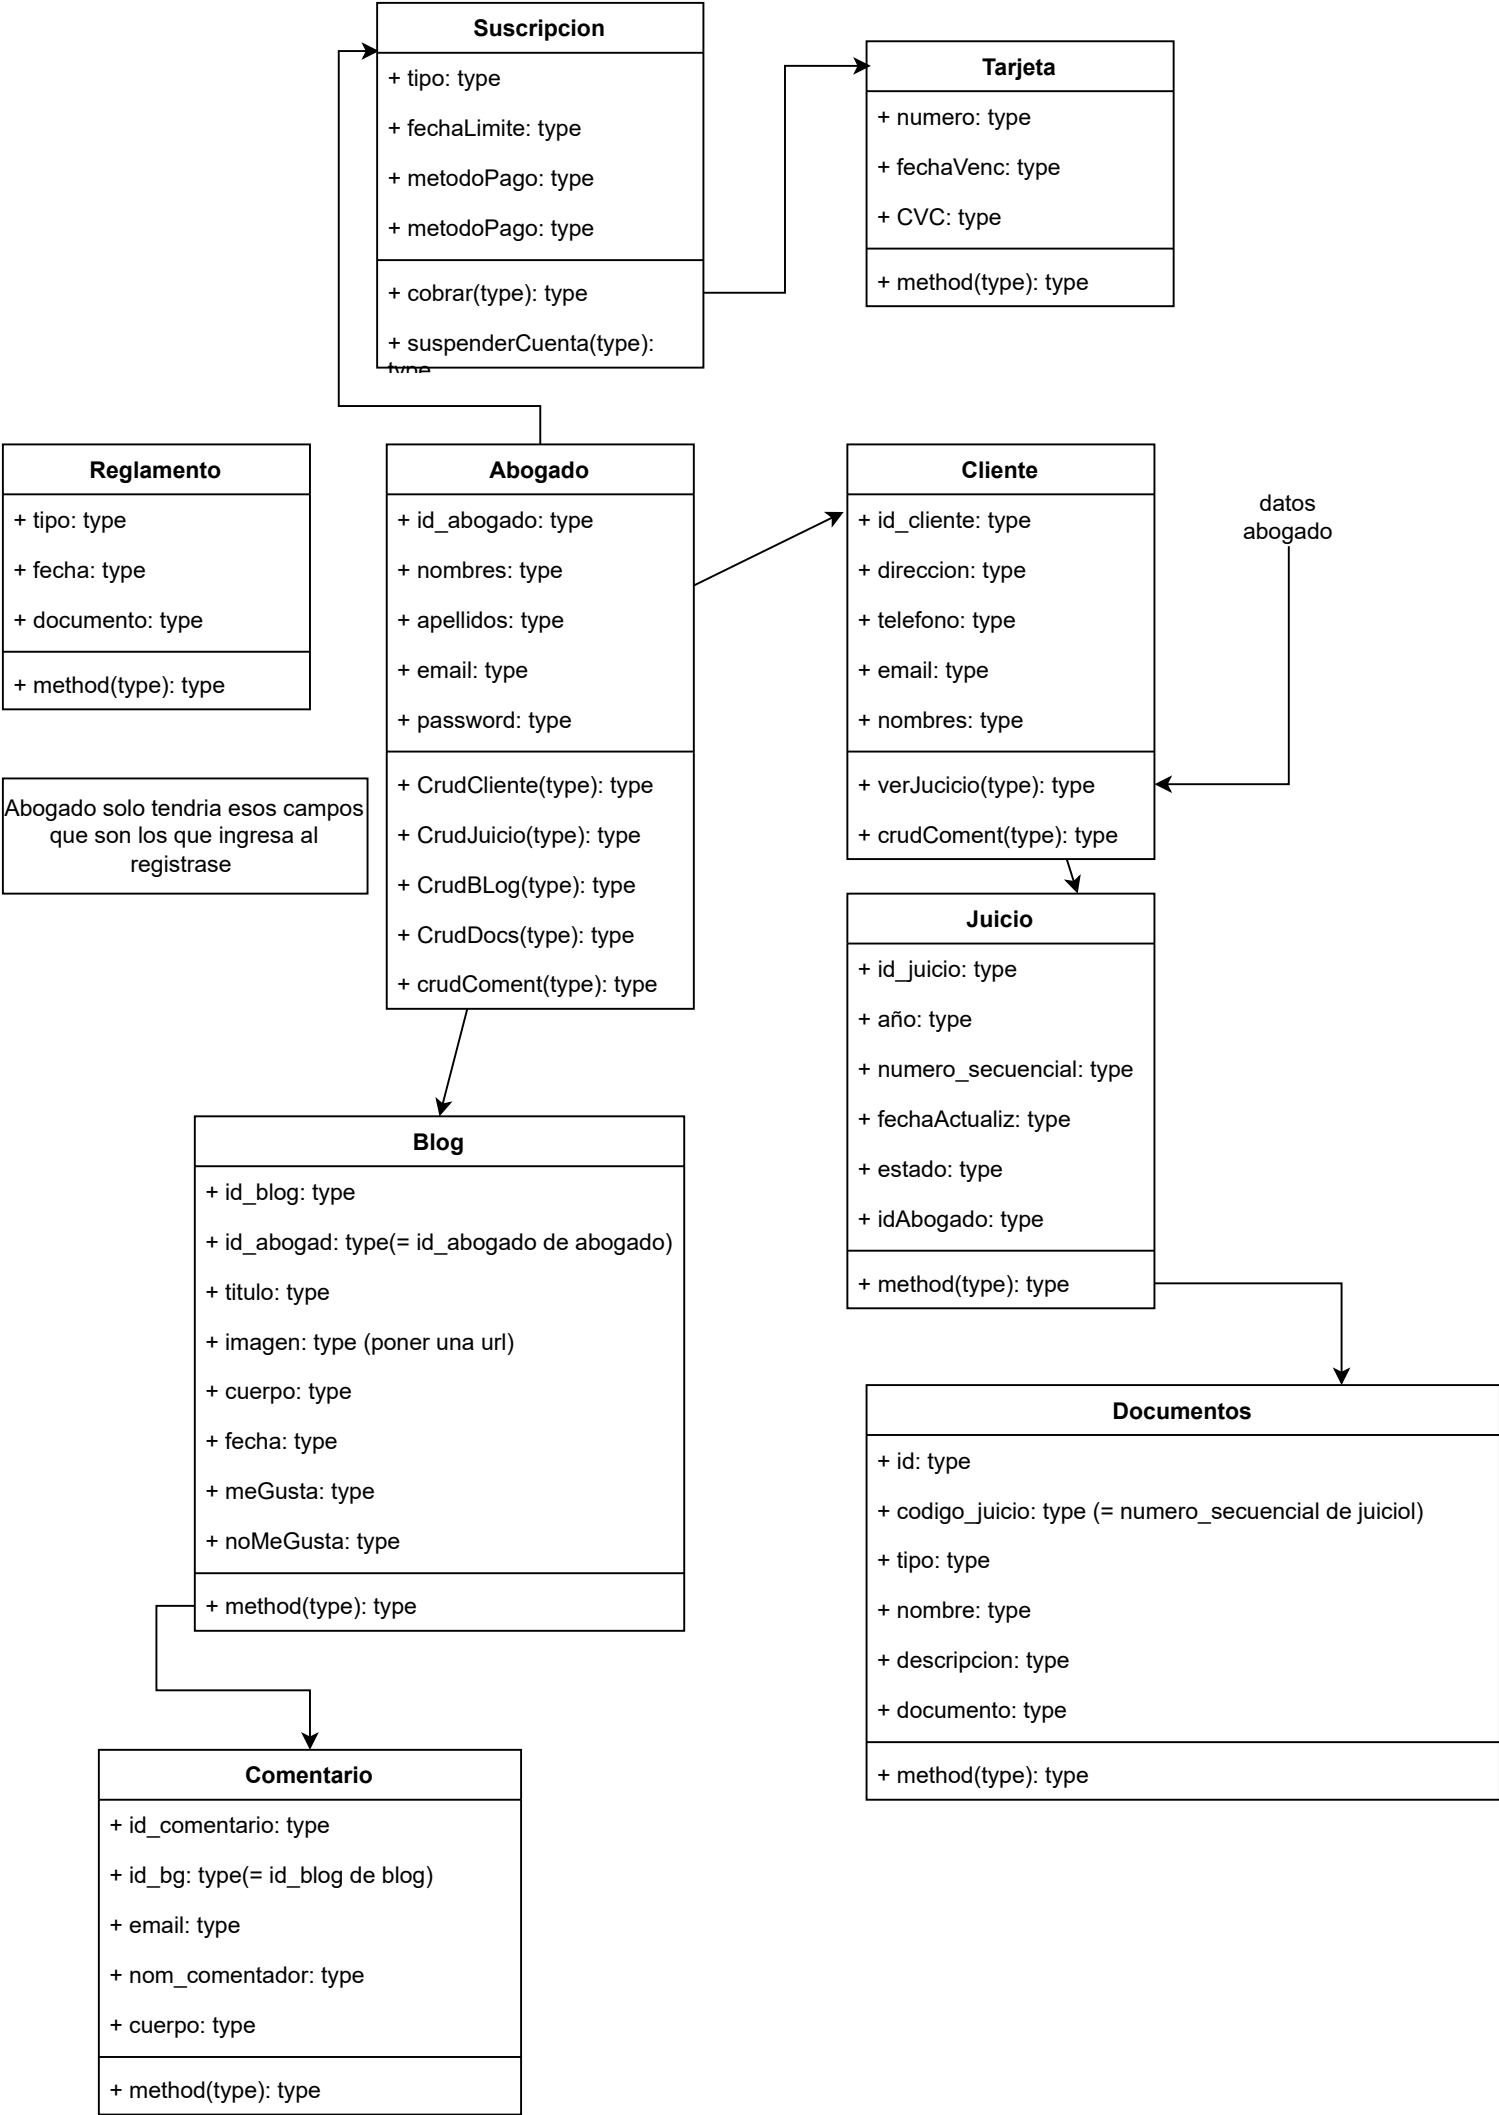 Suscripcion
+ tipo: type
+ fechaLimite: type
+ metodoPago: type
+ metodoPago: type
+ cobrar(type): type
+ suspenderCuenta(type):
type
Tarjeta
+ numero: type
+ fechaVenc: type
+ CVC: type
+ method(type): type
Reglamento
+ tipo: type
+ fecha: type
+ documento: type
+ method(type): type
Abogado solo tendria esos campos
que son los que ingresa al
registrase
Abogado
+ id_abogado: type
+ nombres: type
+ apellidos: type
+ email: type
+ password: type
+ CrudCliente(type): type
+ CrudJuicio(type): type
+ CrudBLog(type): type
+ CrudDocs(type): type
+ crudComent(type): type
Cliente
+ id_cliente: type
+ direccion: type
+ telefono: type
+ email: type
+ nombres: type
+ verJucicio(type): type
+ crudComent(type): type
datos
abogado
Juicio
+ id_juicio: type
+ año: type
+ numero_secuencial: type
+ fechaActualiz: type
+ estado: type
+ idAbogado: type
+ method(type): type
Blog
+ id_blog: type
+ id_abogad: type(= id_abogado de abogado)
+ titulo: type
+ imagen: type (poner una url)
+ cuerpo: type
+ fecha: type
+ meGusta: type
+ noMeGusta: type
+ method(type): type
Documentos
+ id: type
+ codigo_juicio: type (= numero_secuencial de juiciol)
+ tipo: type
+ nombre: type
+ descripcion: type
+ documento: type
+ method(type): type
Comentario
+ id_comentario: type
+ id_bg: type(= id_blog de blog)
+ email: type
+ nom_comentador: type
+ cuerpo: type
+ method(type): type